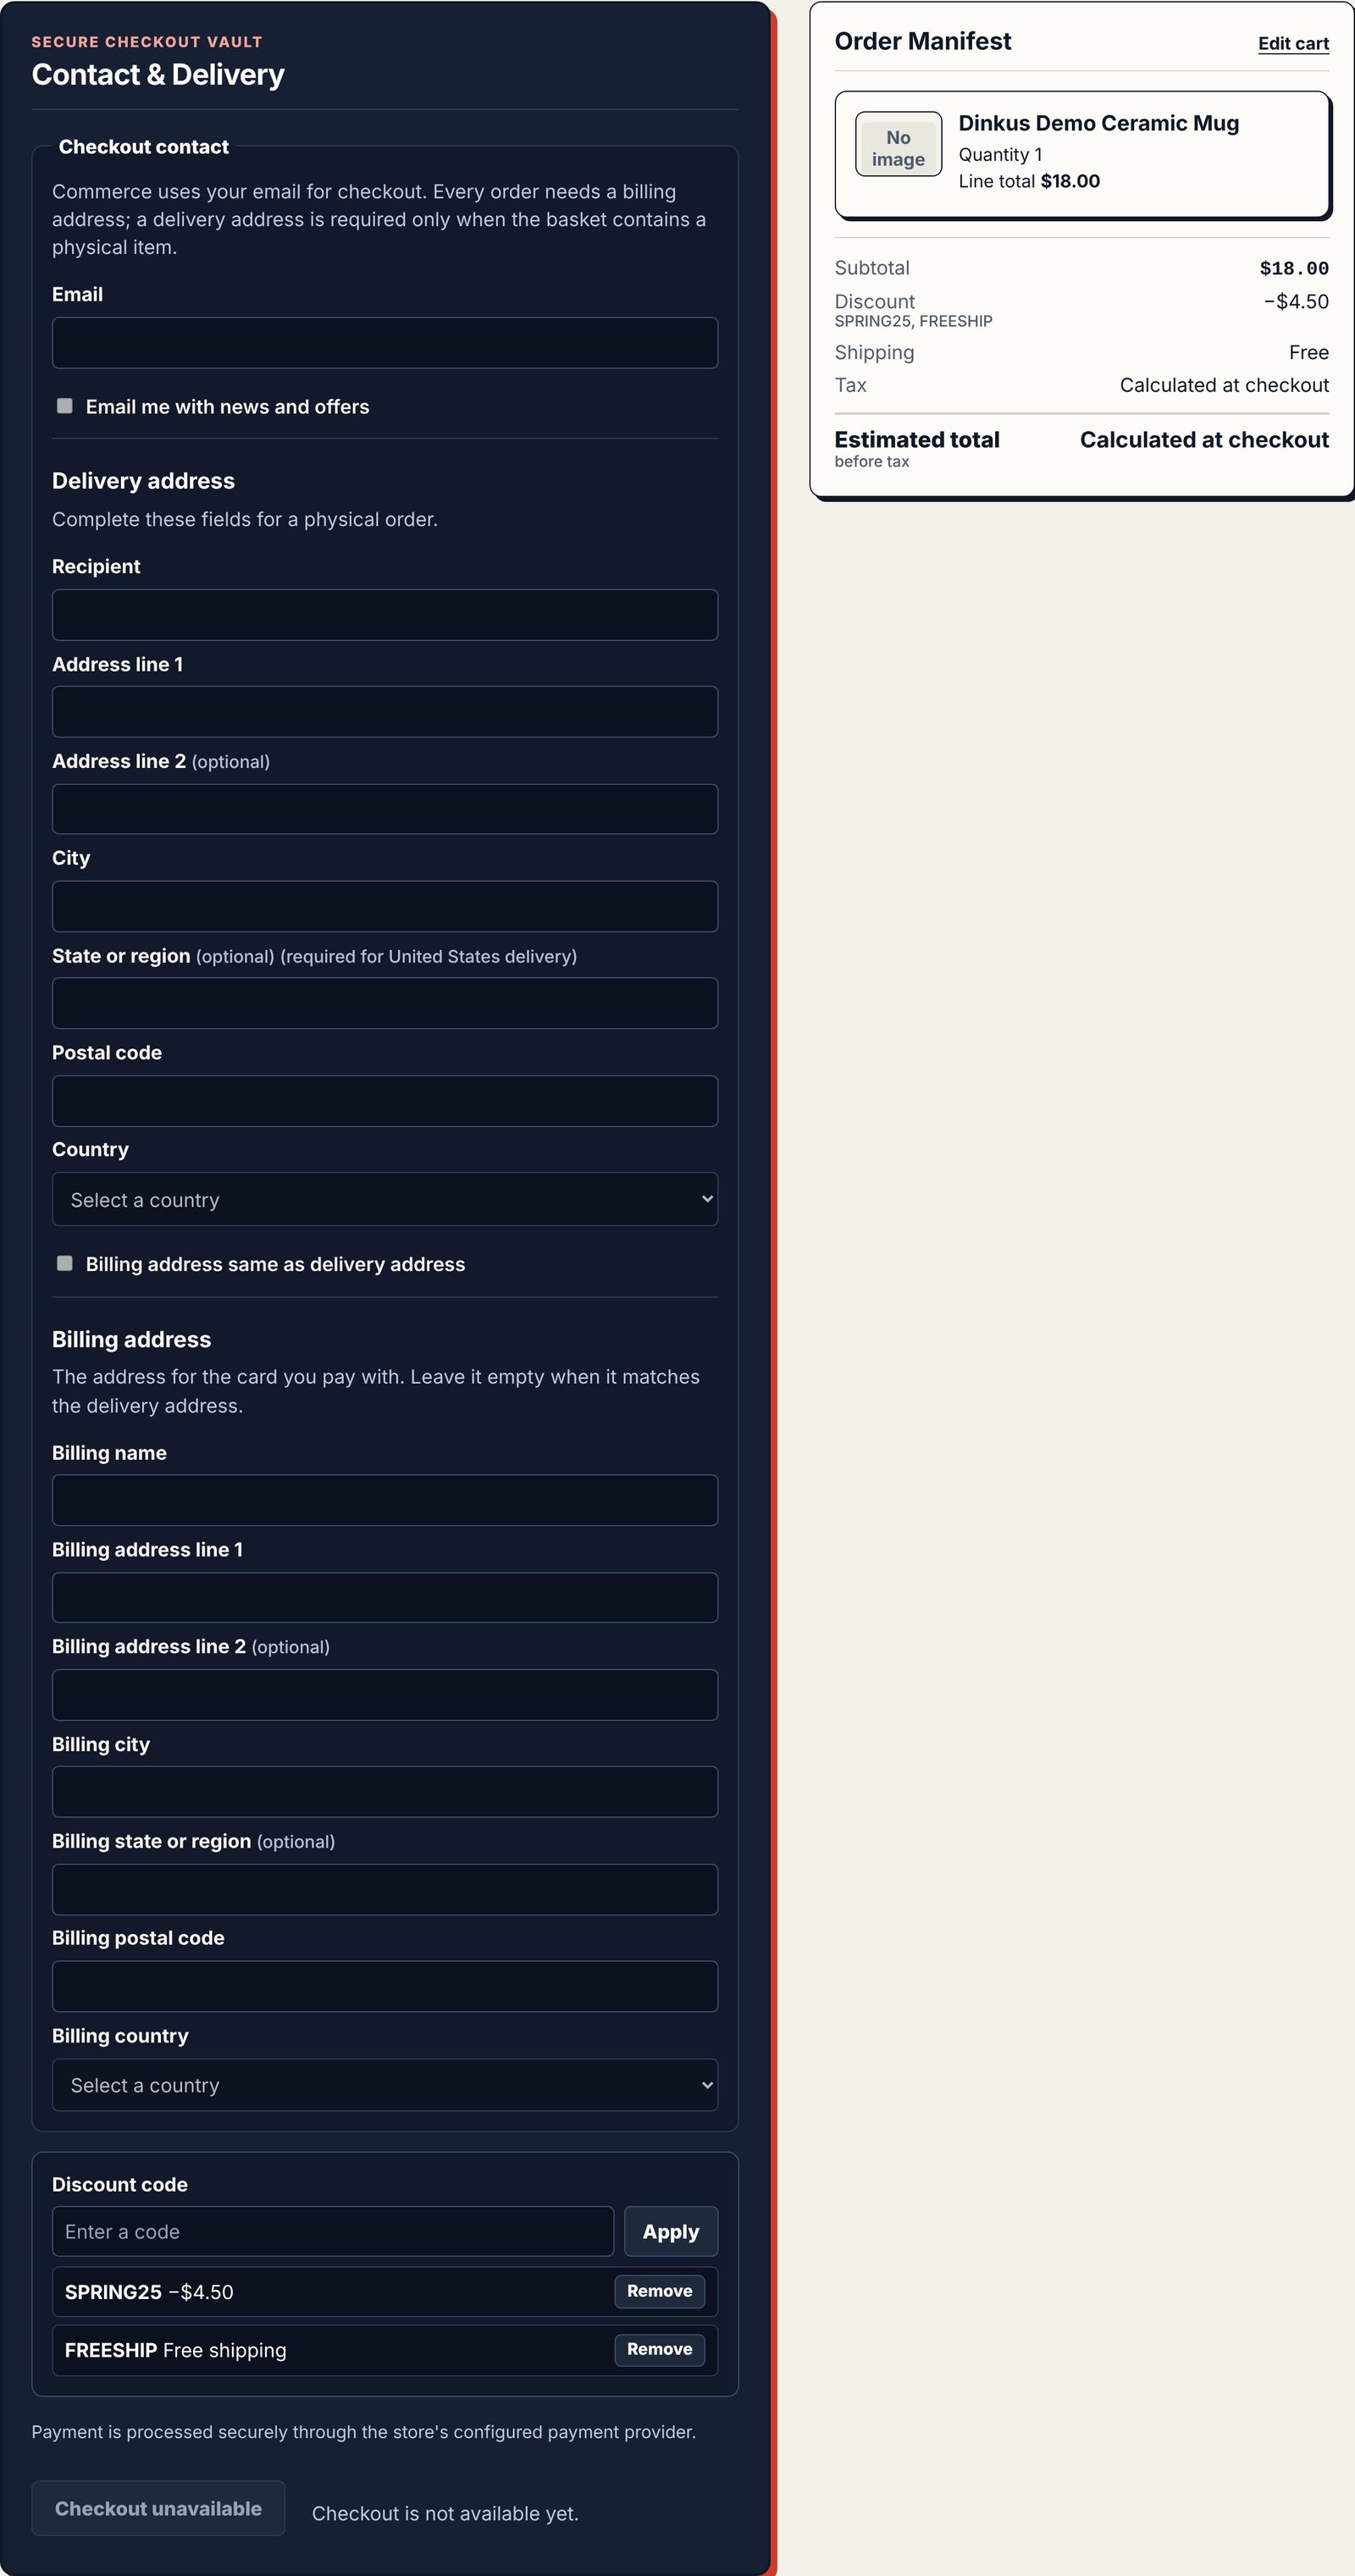 SECURE CHECKOUT VAULT
Contact & Delivery
Checkout contact
Commerce uses your email for checkout. Every order needs a billing
address; a delivery address is required only when the basket contains a
physical item.
Email
Email me with news and offers
Delivery address
Complete these fields for a physical order.
Recipient
Address line 1
Address line 2 (optional)
City
State or region (optional) (required for United States delivery)
Postal code
Country
Select a country
Billing address same as delivery address
Billing address
The address for the card you pay with. Leave it empty when it matches
the delivery address.
Billing name
Billing address line 1
Billing address line 2 (optional)
Billing city
Billing state or region (optional)
Billing postal code
Billing country
Select a country
Discount code
Enter a code
Apply
SPRING25 −$4.50
Remove
FREESHIP Free shipping
Remove
Payment is processed securely through the store's configured payment provider.
Checkout unavailable
Checkout is not available yet.
Order Manifest
Edit cart
No
image
Dinkus Demo Ceramic Mug
Quantity 1
Line total $18.00
Subtotal
$18.00
Discount
−$4.50
SPRING25, FREESHIP
Shipping
Free
Tax
Calculated at checkout
Estimated total
Calculated at checkout
before tax